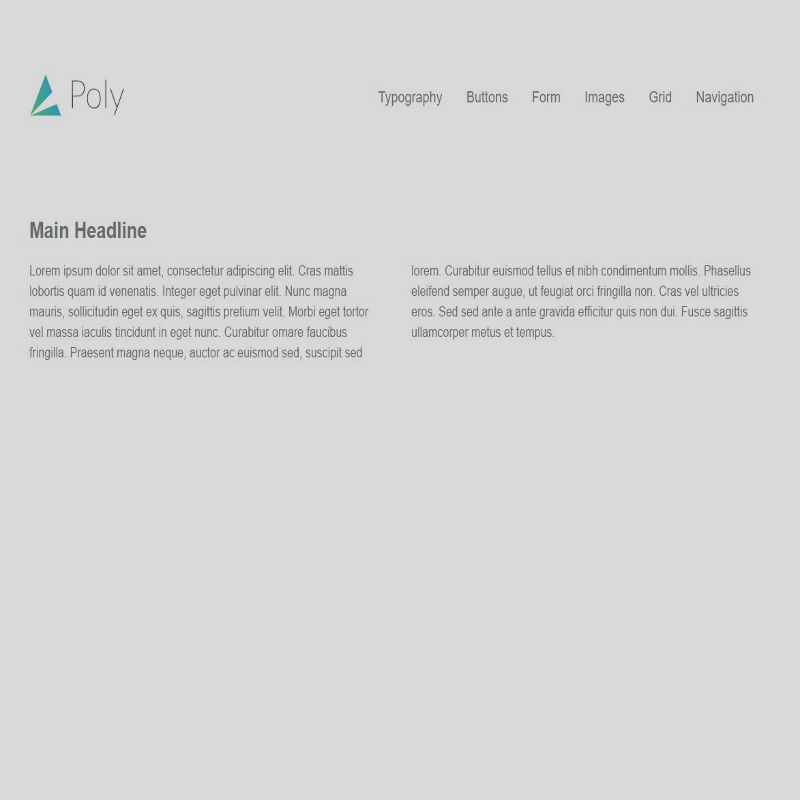 Poly
Typography Buttons Form Images Grid Navigation
Main Headline
Lorem ipsum dolor sit amet, consectetur adipiscing elit. Cras mattis
lobortis quam id venenatis. Integer eget pulvinar elit. Nunc magna
mauris, sollicitudin eget ex quis, sagittis pretium velit. Morbi eget tortor
vel massa iaculis tincidunt in eget nunc. Curabitur ornare faucibus
fringilla. Praesent magna neque, auctor ac euismod sed, suscipit sed
lorem. Curabitur euismod tellus et nibh condimentum mollis. Phasellus
eleifend semper augue, ut feugiat orci fringilla non. Cras vel ultricies
eros. Sed sed ante a ante gravida efficitur quis non dui. Fusce sagittis
ullamcorper metus et tempus.